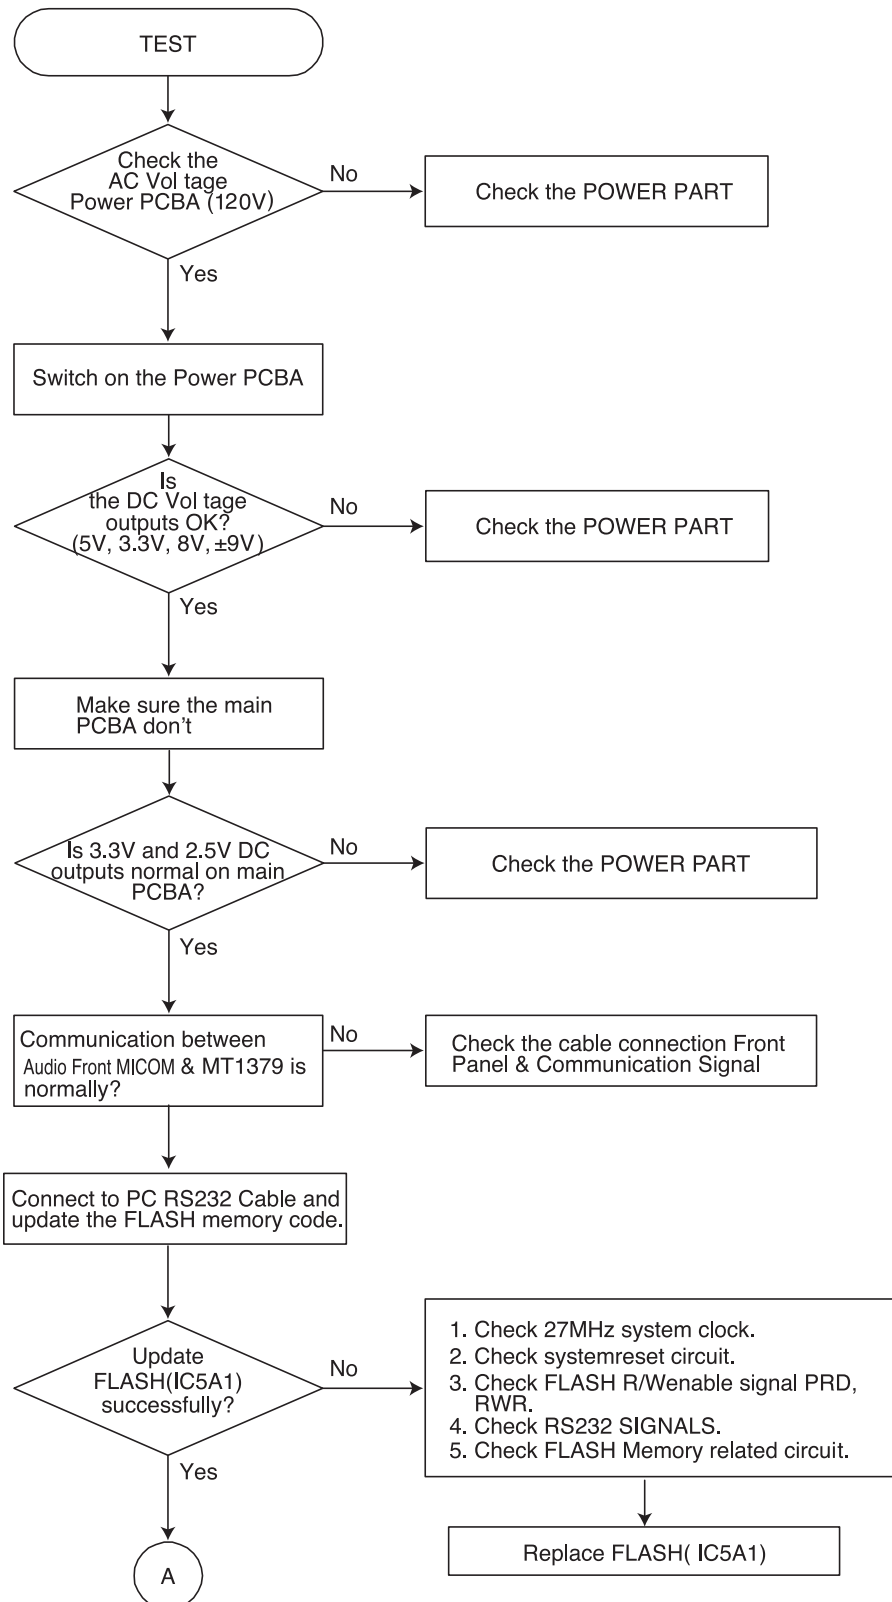 TEST
Check the
AC Vol tage
Power PCBA (120V)
No
Check the POWER PART
Yes
Switch on the Power PCBA
Is
the DC Vol tage
outputs OK?
(5V, 3.3V, 8V, ±9V)
No
Check the POWER PART
Yes
Make sure the main
PCBA don't
Is 3.3V and 2.5V DC
outputs normal on main
PCBA?
No
Check the POWER PART
Yes
Communication between
Audio Front MICOM & MT1379 is
normally?
No
Check the cable connection Front
Panel & Communication Signal
Connect to PC RS232 Cable and
update the FLASH memory code.
Update
FLASH(IC5A1)
successfully?
No
1. Check 27MHz system clock.
2. Check systemreset circuit.
3. Check FLASH R/Wenable signal PRD,
RWR.
4. Check RS232 SIGNALS.
5. Check FLASH Memory related circuit.
Yes
Replace FLASH( IC5A1)
A